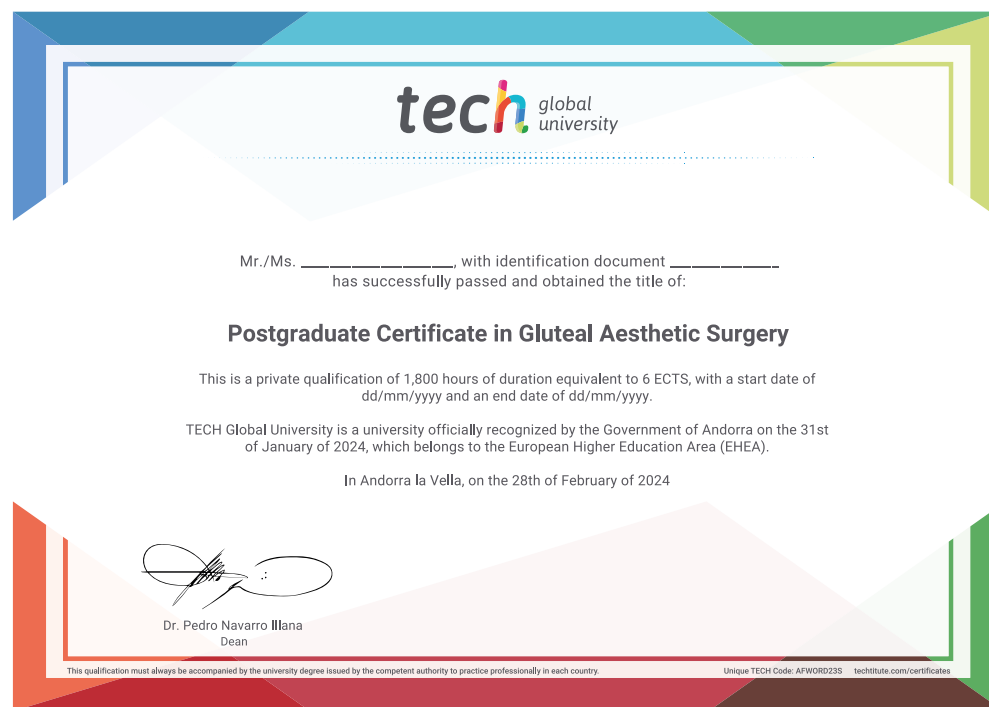 tech global university
Mr./Ms. ___________________, with identification document ______________
has successfully passed and obtained the title of:
Postgraduate Certificate in Gluteal Aesthetic Surgery
This is a private qualification of 1,800 hours of duration equivalent to 6 ECTS, with a start date of
dd/mm/yyyy and an end date of dd/mm/yyyy.
TECH Global University is a university officially recognized by the Government of Andorra on the 31st
of January of 2024, which belongs to the European Higher Education Area (EHEA).
In Andorra la Vella, on the 28th of February of 2024
Dr. Pedro Navarro Illana
Dean
This qualification must always be accompanied by the university degree issued by the competent authority to practice professionally in each country.
Unique TECH Code: AFWORD23S techtitute.com/certificates